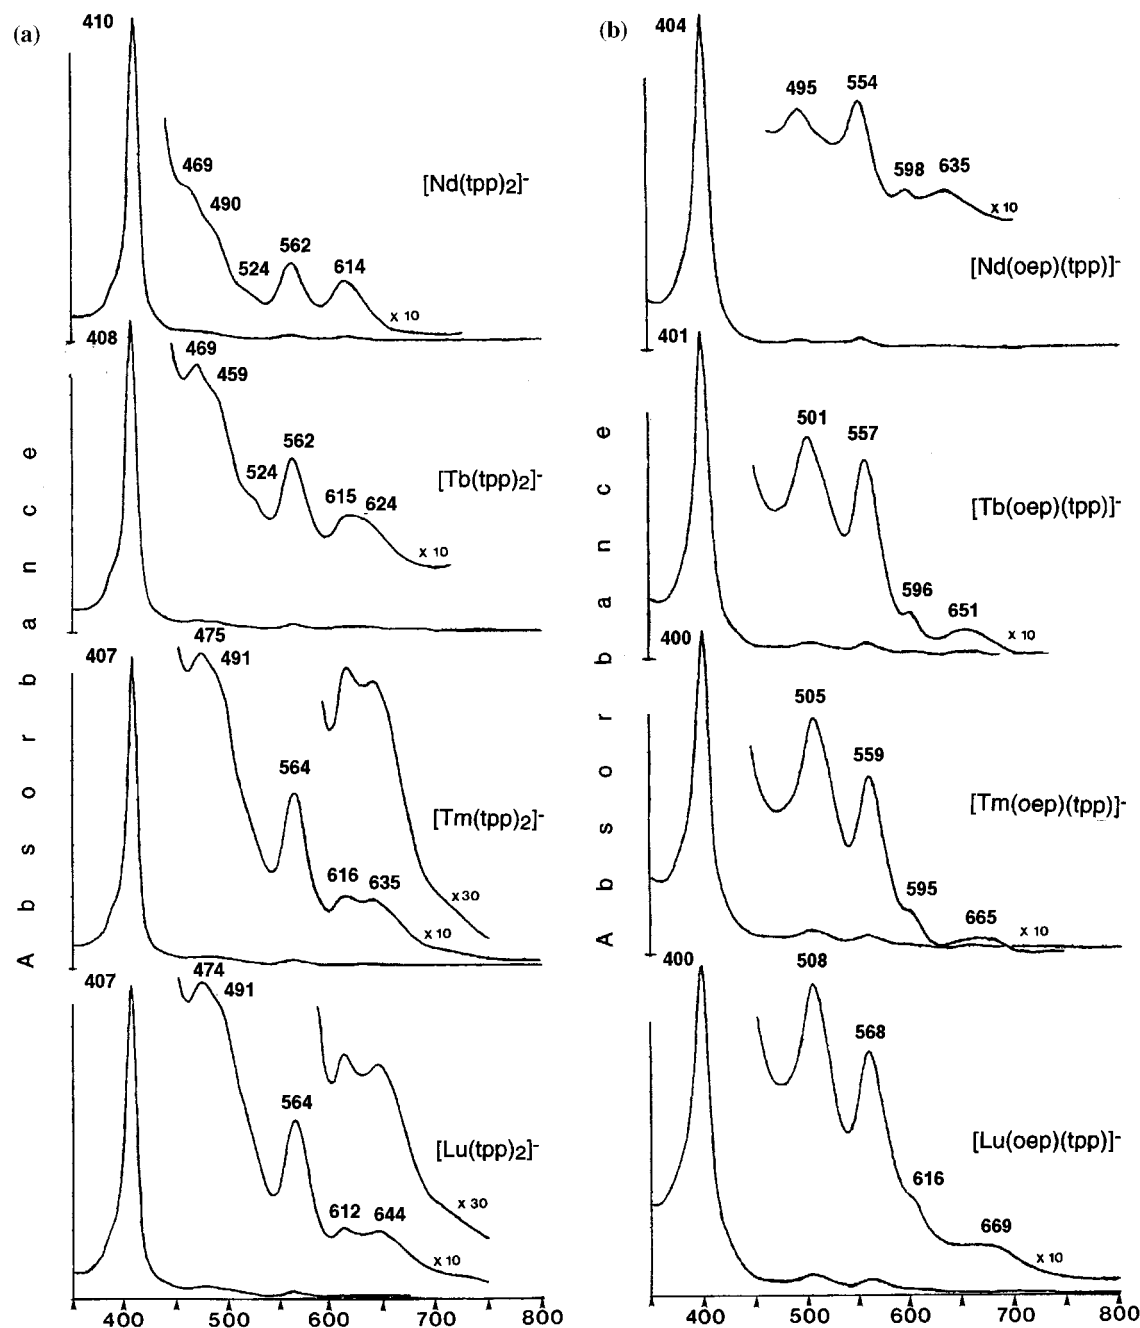 (a)
410
469
490
524
562
614
[Nd(tpp)2]-
x 10
408
469
459
524
562
615
624
[Tb(tpp)2]-
x 10
407
475
491
564
616
635
[Tm(tpp)2]-
x30
x 10
407
474
491
564
612
644
[Lu(tpp)2]-
x 30
x 10
Absorbance
400 500 600 700 800
(b)
404
495
554
598
635
x 10
[Nd(oep)(tpp)]-
401
501
557
596
651
[Tb(oep)(tpp)]-
x 10
400
505
559
595
665
[Tm(oep)(tpp)]-
x 10
400
508
568
616
669
[Lu(oep)(tpp)]-
x 10
Absorbance
400 500 600 700 800